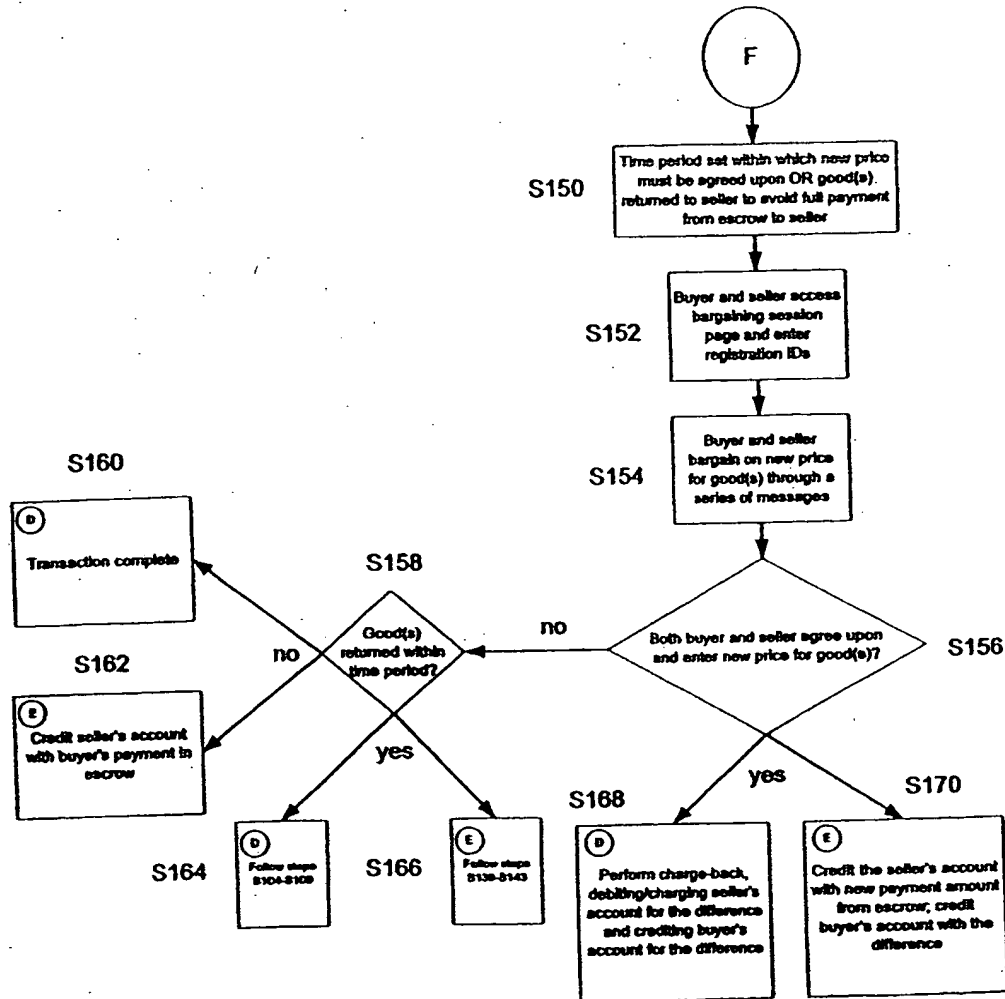 F
S150
Time period set within which new price
must be agreed upon OR good(s)
returned to seller to avoid full payment
from escrow to seller
S152
Buyer and seller access
bargaining session
page and enter
registration IDs
S154
Buyer and seller
bargain on new price
for good(s) through a
series of messages
S156
Both buyer and seller agree upon
and enter new price for good(s)?
no
yes
S158
Good(s)
returned within
time period?
no
yes
S160
D
Transaction complete
S162
E
Credit seller's account
with buyer's payment in
escrow
S164
D
Follow steps
S104-S109
S166
E
Follow steps
S139-S143
S168
D
Perform charge-back,
debiting/charging seller's
account for the difference
and crediting buyer's
account for the difference
S170
E
Credit the seller's account
with new payment amount
from escrow; credit
buyer's account with the
difference